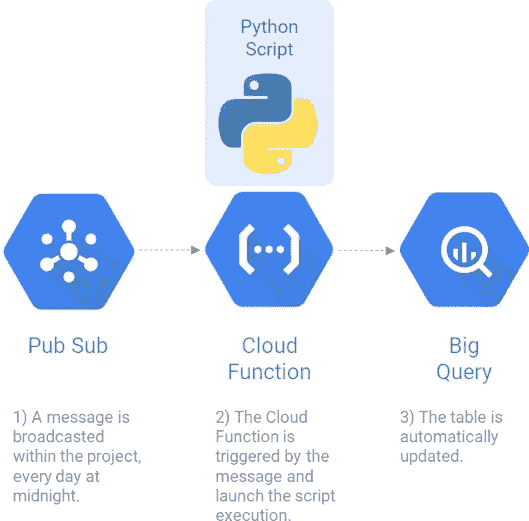 Python
Script
Pub Sub
Cloud
Function
Big
Query
1) A message is
broadcasted
within the project,
every day at
midnight.
2) The Cloud
Function is
triggered by the
message and
launch the script
execution.
3) The table is
automatically
updated.